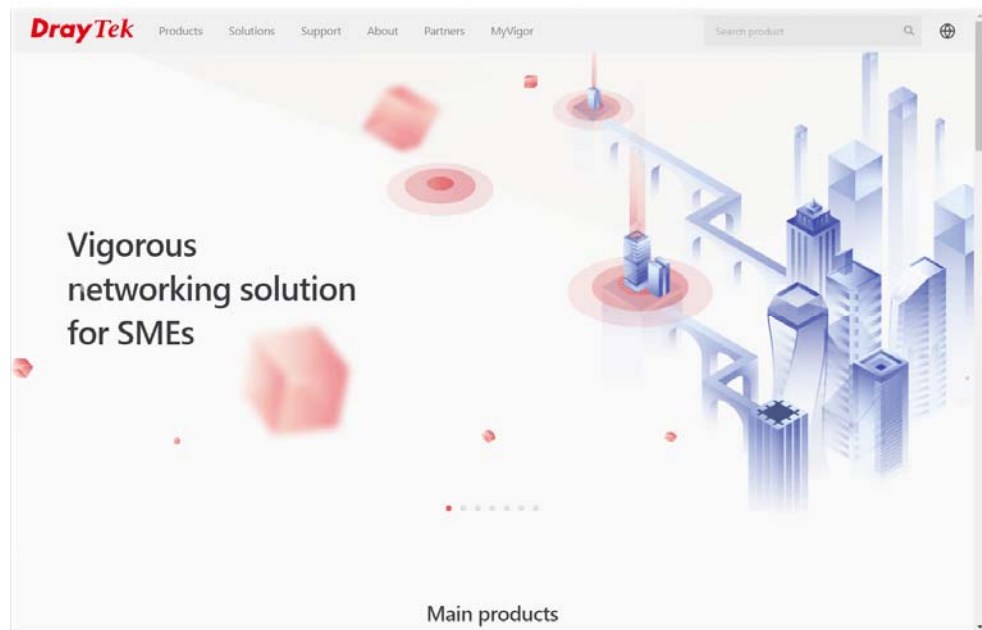 DrayTek Products Solutions Support About Partners MyVigor Search product
Vigorous
networking solution
for SMEs
Main products